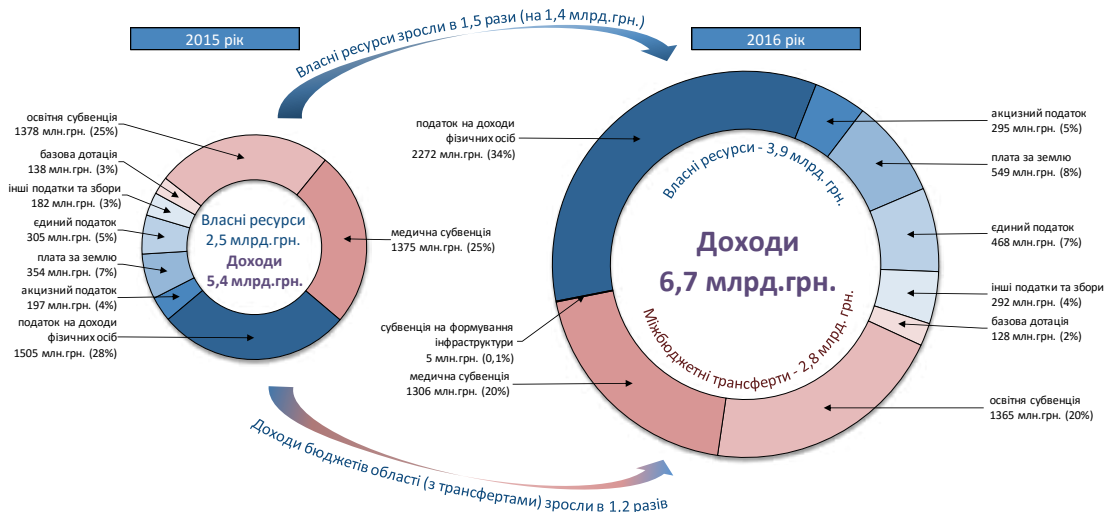 2015 рік
Власні ресурси зросли в 1,5 рази (на 1,4 млрд.грн.)
2016 рік
освітня субвенція
1378 млн.грн. (25%)
базова дотація
138 млн.грн. (3%)
інші податки та збори
182 млн.грн. (3%)
єдиний податок
305 млн.грн. (5%)
плата за землю
354 млн.грн. (7%)
акцизний податок
197 млн.грн. (4%)
податок на доходи
фізичних осіб
1505 млн.грн. (28%)
Власні ресурси
2,5 млрд.грн.
Доходи
5,4 млрд.грн.
медична субвенція
1375 млн.грн. (25%)
податок на доходи
фізичних осіб
2272 млн.грн. (34%)
субвенція на формування
інфраструктури
5 млн.грн. (0,1%)
медична субвенція
1306 млн.грн. (20%)
Власні ресурси - 3,9 млрд. грн.
Доходи
6,7 млрд.грн.
Міжбюджетні трансферти - 2,8 млрд. грн.
акцизний податок
295 млн.грн. (5%)
плата за землю
549 млн.грн. (8%)
єдиний податок
468 млн.грн. (7%)
інші податки та збори
292 млн.грн. (4%)
базова дотація
128 млн.грн. (2%)
освітня субвенція
1365 млн.грн. (20%)
Доходи бюджетів області (з трансфертами) зросли в 1,2 разів